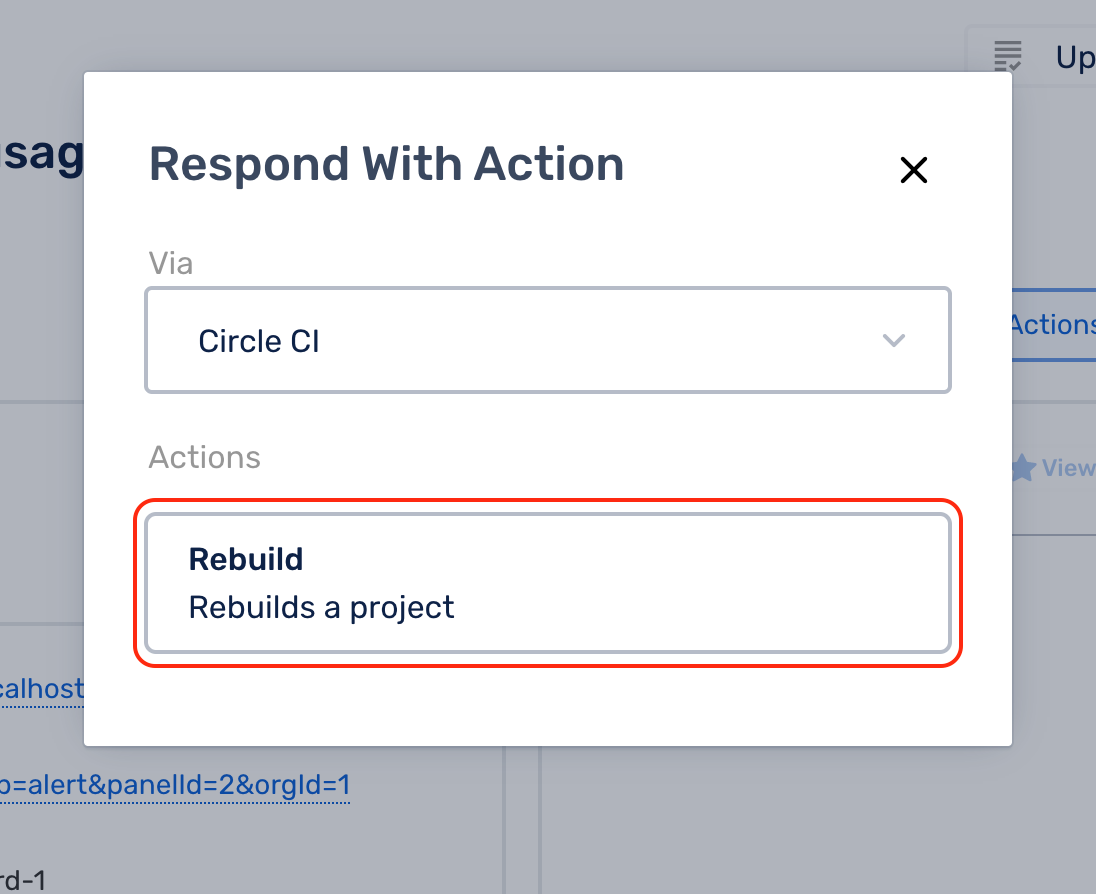 Up
sag
Respond With Action
Via
Circle CI
Actions
Actions
View
Rebuild
Rebuilds a project
calhost
=alert&panelId=2&orgId=1
rd-1